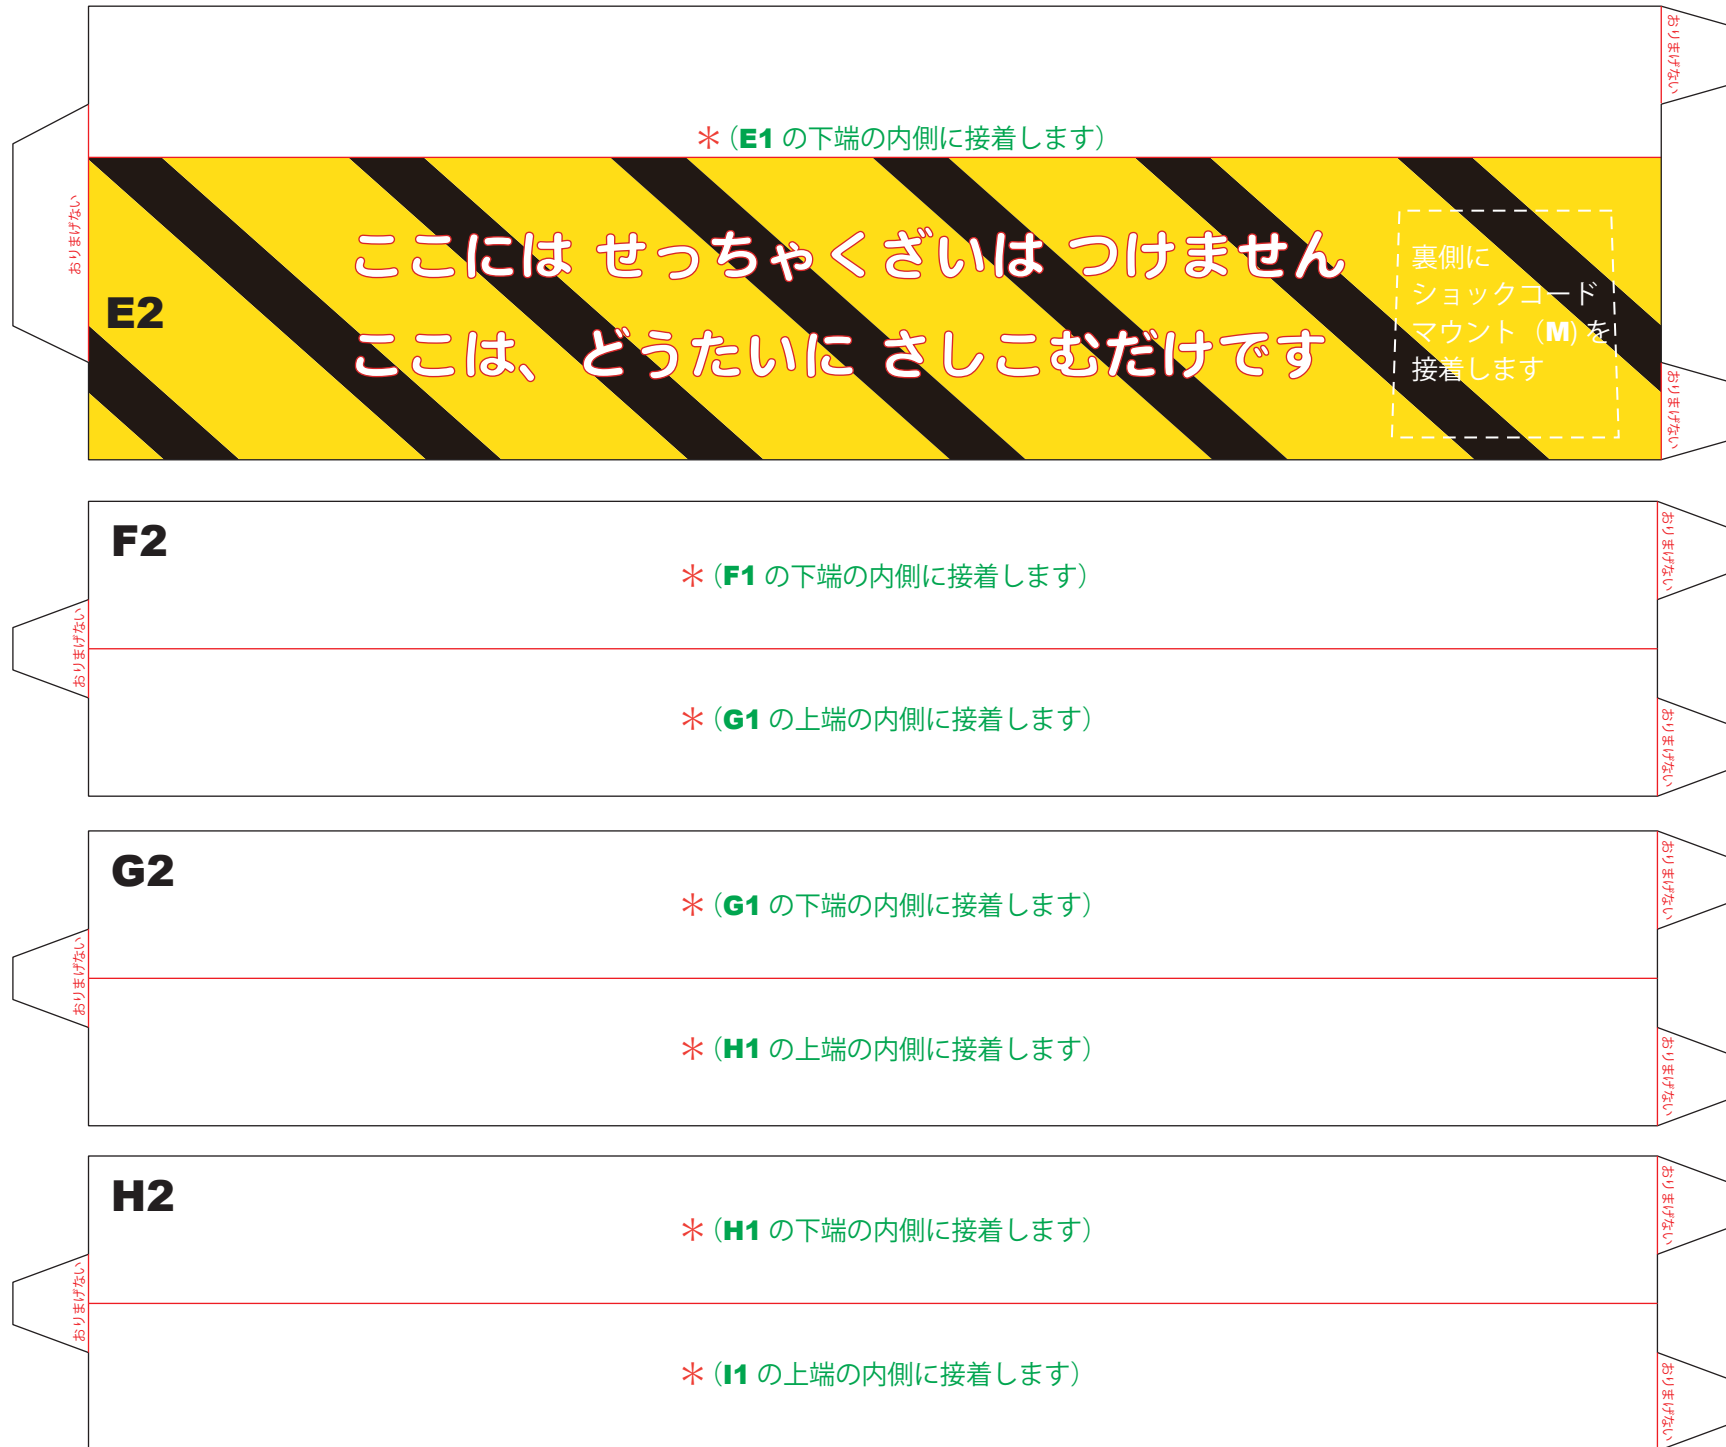 おりまげない
＊（E1 の下端の内側に接着します）
おりまげない
ここには せっちゃくざいは つけません
ここは、どうたいに さしこむだけです
E2
裏側に
ショックコード
マウント（M) を
接着します
おりまげない
F2
＊（F1 の下端の内側に接着します）
おりまげない
おりまげない
＊（G1 の上端の内側に接着します）
おりまげない
G2
＊（G1 の下端の内側に接着します）
おりまげない
おりまげない
＊（H1 の上端の内側に接着します）
おりまげない
H2
＊（H1 の下端の内側に接着します）
おりまげない
おりまげない
＊（I1 の上端の内側に接着します）
おりまげない